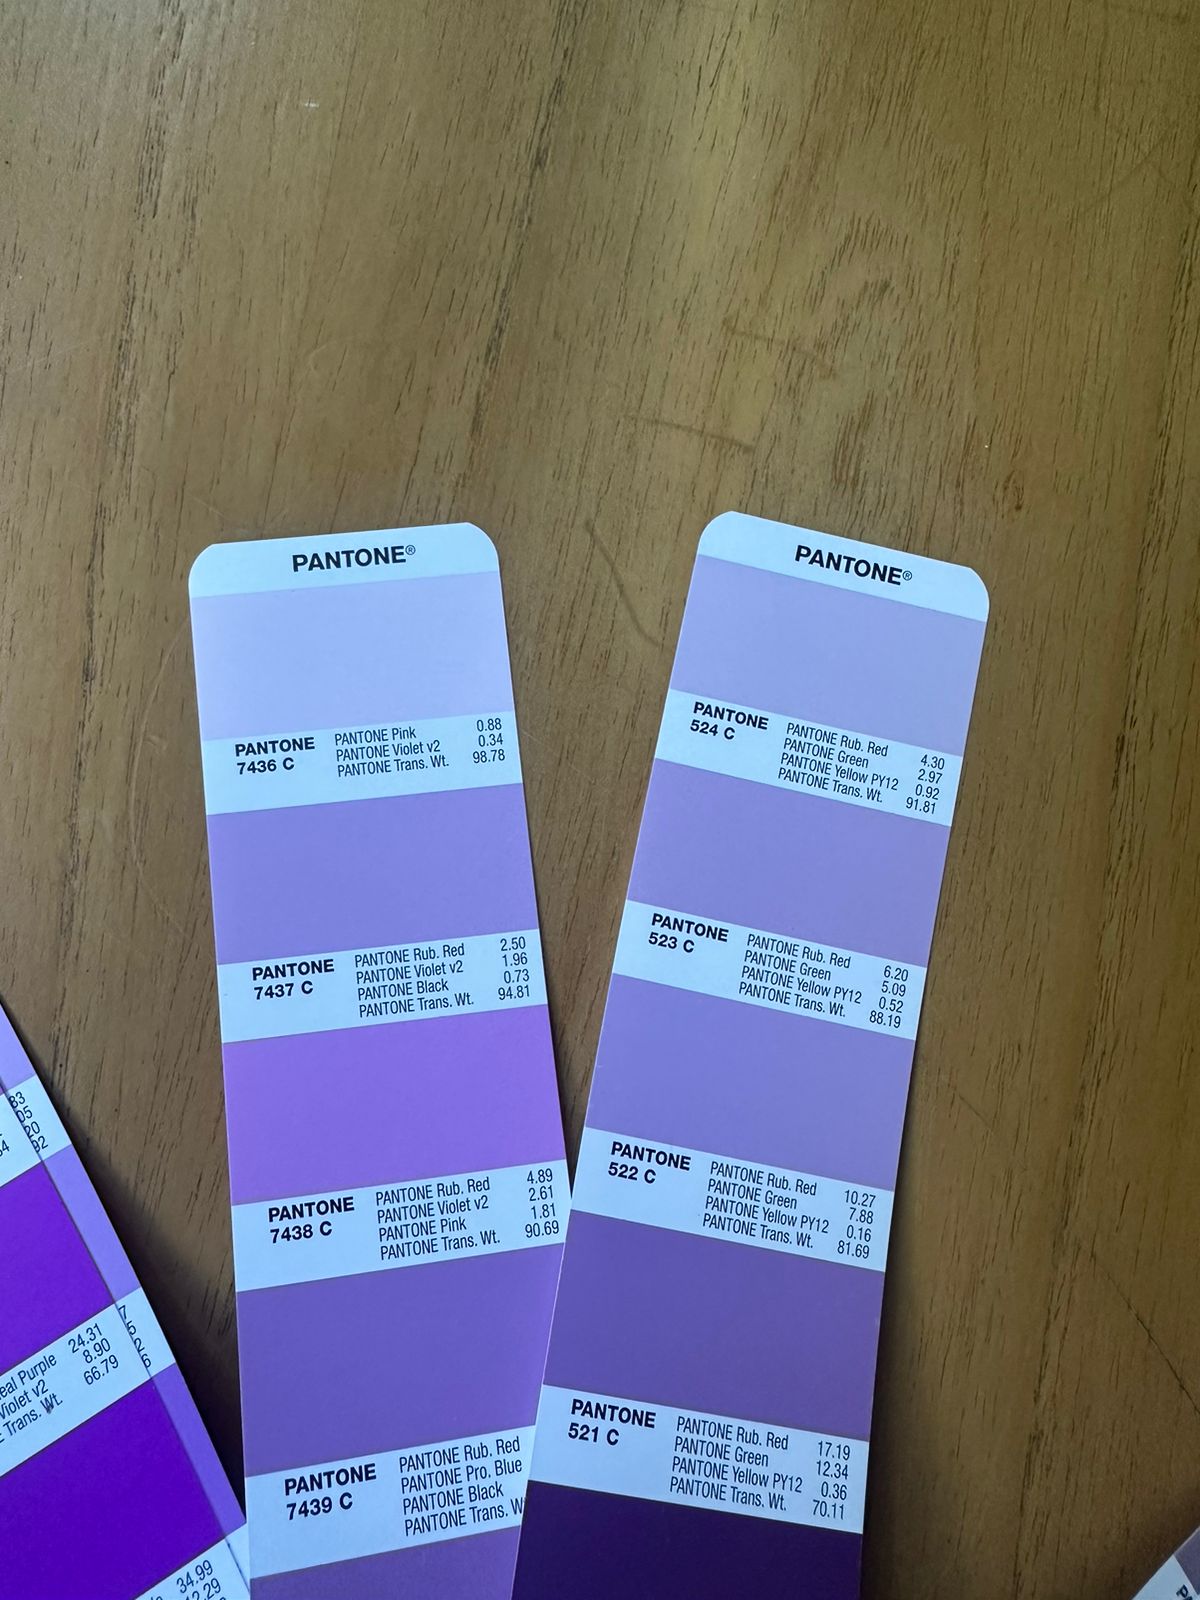 PANTONE®
PANTONE
7436 C
PANTONE Pink 0.88
PANTONE Violet v2 0.34
PANTONE Trans. Wt. 98.78
PANTONE
7437 C
PANTONE Rub. Red 2.50
PANTONE Violet v2 1.96
PANTONE Black 0.73
PANTONE Trans. Wt. 94.81
PANTONE
7438 C
PANTONE Rub. Red 4.89
PANTONE Violet v2 2.61
PANTONE Pink 1.81
PANTONE Trans. Wt. 90.69
PANTONE
7439 C
PANTONE Rub. Red
PANTONE Pro. Blue
PANTONE Black
PANTONE Trans. W
PANTONE®
PANTONE
524 C
PANTONE Rub. Red 4.30
PANTONE Green 2.97
PANTONE Yellow PY12 0.92
PANTONE Trans. Wt. 91.81
PANTONE
523 C
PANTONE Rub. Red 6.20
PANTONE Green 5.09
PANTONE Yellow PY12 0.52
PANTONE Trans. Wt. 88.19
PANTONE
522 C
PANTONE Rub. Red 10.27
PANTONE Green 7.88
PANTONE Yellow PY12 0.16
PANTONE Trans. Wt. 81.69
PANTONE
521 C
PANTONE Rub. Red 17.19
PANTONE Green 12.34
PANTONE Yellow PY12 0.36
PANTONE Trans. Wt. 70.11
Purple 24.31
Violet v2 8.90
Trans. Wt. 66.79
34.99